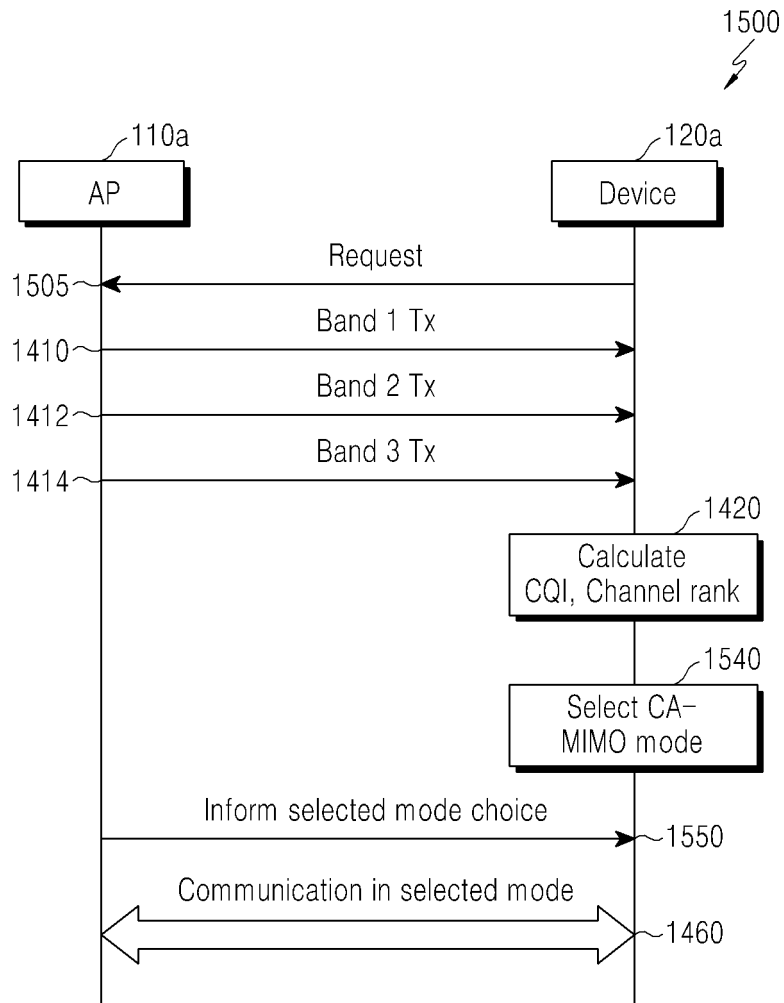 1500
110a
120a
AP
Device
Request
1505
Band 1 Tx
1410
Band 2 Tx
1412
Band 3 Tx
1414
1420
Calculate
CQI, Channel rank
1540
Select CA-
MIMO mode
Inform selected mode choice
1550
Communication in selected mode
1460